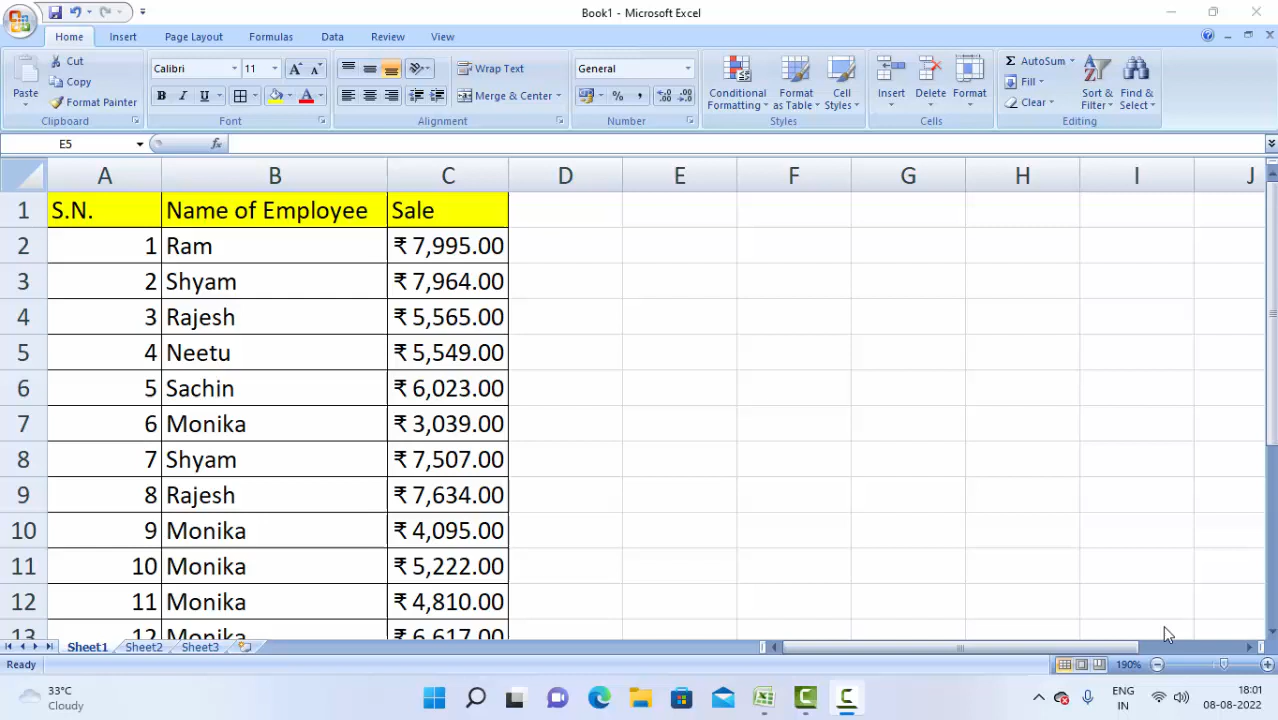 Book1 - Microsoft Excel
Home Insert Page Layout Formulas Data Review View
Paste
Cut
Copy
Format Painter
Clipboard
Calibri 11
B I U
Font
Wrap Text
Merge & Center
Alignment
General
% ,
Number
Conditional Formatting
Format as Table
Cell Styles
Styles
Insert Delete Format
Cells
Σ AutoSum
Fill
Clear
Sort & Filter
Find & Select
Editing
E5 fx
A B C D E F G H I J
1 S.N. Name of Employee Sale
2 1 Ram ₹ 7,995.00
3 2 Shyam ₹ 7,964.00
4 3 Rajesh ₹ 5,565.00
5 4 Neetu ₹ 5,549.00
6 5 Sachin ₹ 6,023.00
7 6 Monika ₹ 3,039.00
8 7 Shyam ₹ 7,507.00
9 8 Rajesh ₹ 7,634.00
10 9 Monika ₹ 4,095.00
11 10 Monika ₹ 5,222.00
12 11 Monika ₹ 4,810.00
13 12 Monika ₹ 6,617.00
Sheet1 Sheet2 Sheet3
Ready 190%
33°C
Cloudy
ENG
IN
18:01
08-08-2022